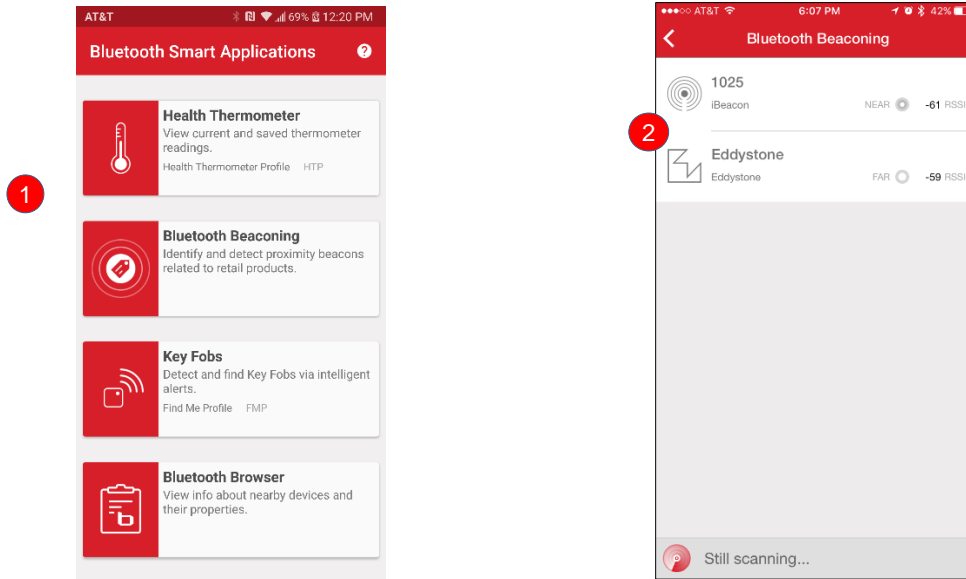 AT&T 69% 12:20 PM
Bluetooth Smart Applications ?
Health Thermometer
View current and saved thermometer
readings.
Health Thermometer Profile HTP
1
Bluetooth Beaconing
Identify and detect proximity beacons
related to retail products.
Key Fobs
Detect and find Key Fobs via intelligent
alerts.
Find Me Profile FMP
Bluetooth Browser
View info about nearby devices and
their properties.
AT&T 6:07 PM 42%
Bluetooth Beaconing
1025
iBeacon NEAR -61 RSSI
2
Eddystone
Eddystone FAR -59 RSSI
Still scanning...